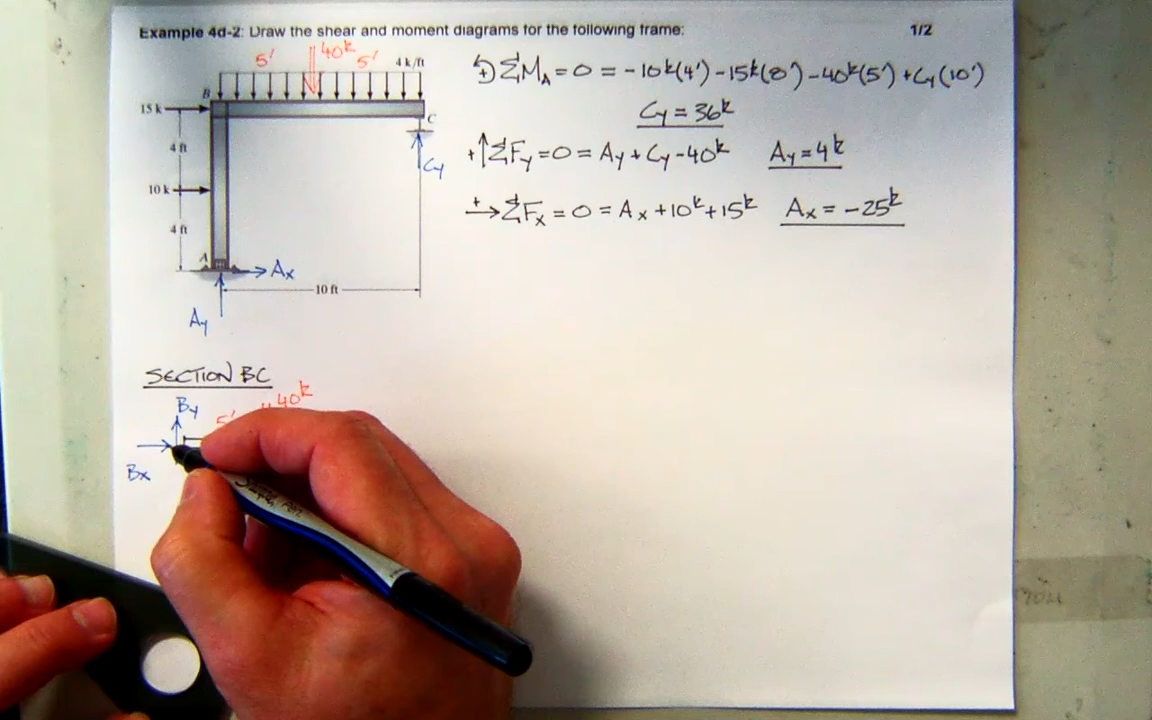 Example 4d-2: Draw the shear and moment diagrams for the following frame:
1/2
5' 40k 5' 4 k/ft
B
15 k
C
4 ft
Cy
10 k
4 ft
A
Ax
10 ft
Ay
+ΣMA = 0 = -10k(4') -15k(8') -40k(5') + Cy(10')
Cy = 36k
+↑ΣFy = 0 = Ay + Cy - 40k Ay = 4k
+→ΣFx = 0 = Ax + 10k + 15k Ax = -25k
SECTION BC
By
5' 40k
Bx